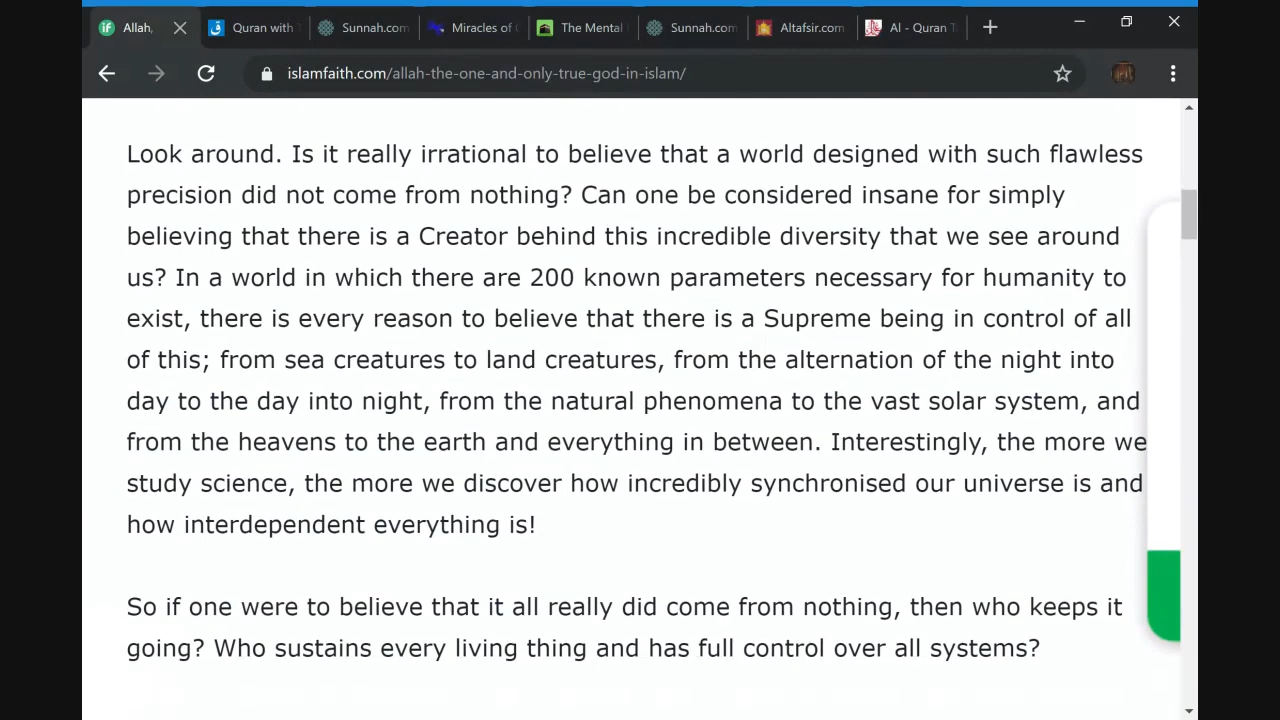 Allah,
Quran with T
Sunnah.com
Miracles of
The Mental
Sunnah.com
Altafsir.com
Al - Quran T
islamfaith.com/allah-the-one-and-only-true-god-in-islam/
Look around. Is it really irrational to believe that a world designed with such flawless
precision did not come from nothing? Can one be considered insane for simply
believing that there is a Creator behind this incredible diversity that we see around
us? In a world in which there are 200 known parameters necessary for humanity to
exist, there is every reason to believe that there is a Supreme being in control of all
of this; from sea creatures to land creatures, from the alternation of the night into
day to the day into night, from the natural phenomena to the vast solar system, and
from the heavens to the earth and everything in between. Interestingly, the more we
study science, the more we discover how incredibly synchronised our universe is and
how interdependent everything is!
So if one were to believe that it all really did come from nothing, then who keeps it
going? Who sustains every living thing and has full control over all systems?